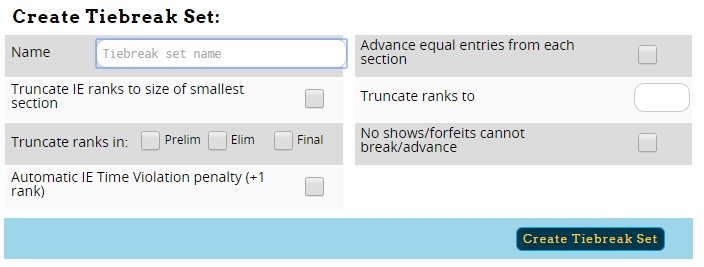 Create Tiebreak Set:
Name
Tiebreak set name
Advance equal entries from each
section
Truncate IE ranks to size of smallest
section
Truncate ranks to
Truncate ranks in:
Prelim
Elim
Final
No shows/forfeits cannot
break/advance
Automatic IE Time Violation penalty (+1
rank)
Create Tiebreak Set